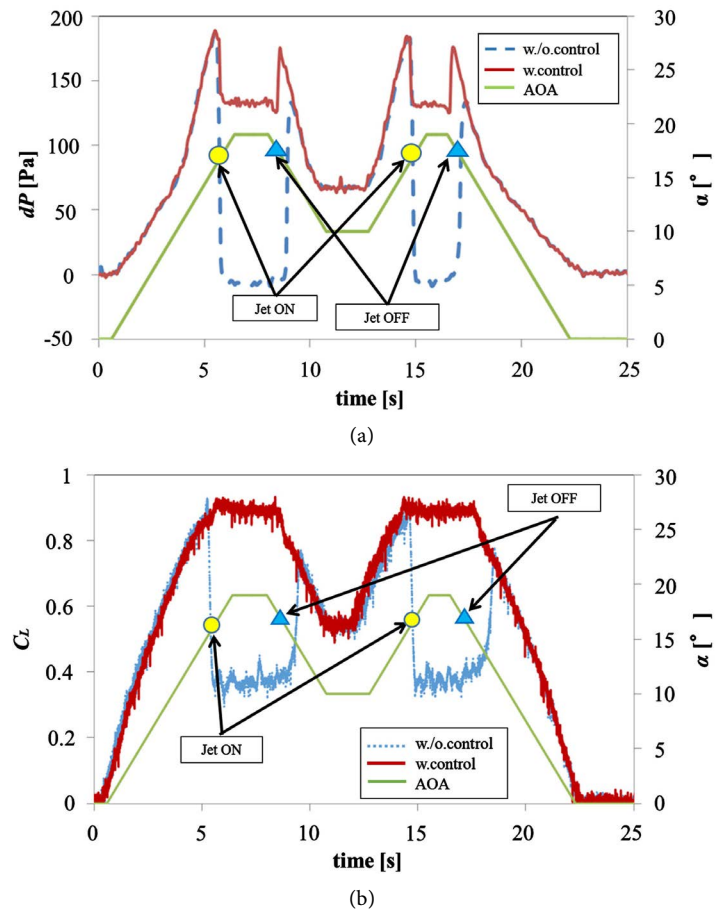 200
150
100
50
0
-50
dP [Pa]
30
25
20
15
10
5
0
α [°]
w./o.control
w.control
AOA
Jet ON
Jet OFF
0 5 10 15 20 25
time [s]
(a)
1
0.8
0.6
0.4
0.2
0
CL
30
25
20
15
10
5
0
α [°]
Jet OFF
Jet ON
w./o.control
w.control
AOA
0 5 10 15 20 25
time [s]
(b)